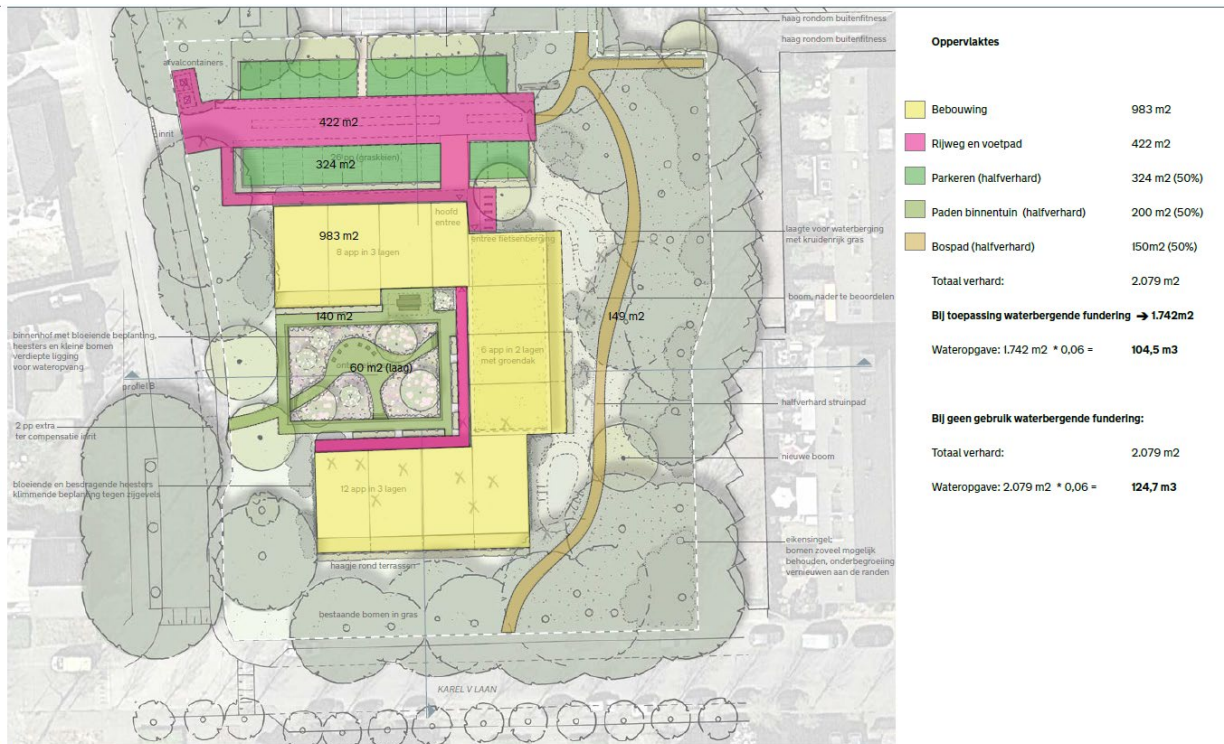 haag rondom buitenfitness
haag rondom buitenfitness
afvalcontainers
422 m2
inrit
324 m2
hoofd
entree
983 m2
entree fietsenberging
8 app in 3 lagen
laagte voor waterberging
met kruidenrijk gras
boom, nader te beoordelen
140 m2
149 m2
binnenhof met bloeiende beplanting,
heesters en kleine bomen
verdiepte ligging
voor wateropvang
6 app in 2 lagen
met groendak
60 m2 (laag)
profiel B
halfverhard struinpad
2 pp extra
ter compensatie inrit
nieuwe boom
bloeiende en besdragende heesters
klimmende beplanting tegen zijgevels
12 app in 3 lagen
eikensingel;
bomen zoveel mogelijk
behouden, onderbegroeiing
vernieuwen aan de randen
haagje rond terrassen
bestaande bomen in gras
KAREL V LAAN
Oppervlaktes
Bebouwing 983 m2
Rijweg en voetpad 422 m2
Parkeren (halfverhard) 324 m2 (50%)
Paden binnentuin (halfverhard) 200 m2 (50%)
Bospad (halfverhard) 150m2 (50%)
Totaal verhard: 2.079 m2
Bij toepassing waterbergende fundering → 1.742m2
Wateropgave: 1.742 m2 * 0,06 = 104,5 m3
Bij geen gebruik waterbergende fundering:
Totaal verhard: 2.079 m2
Wateropgave: 2.079 m2 * 0,06 = 124,7 m3